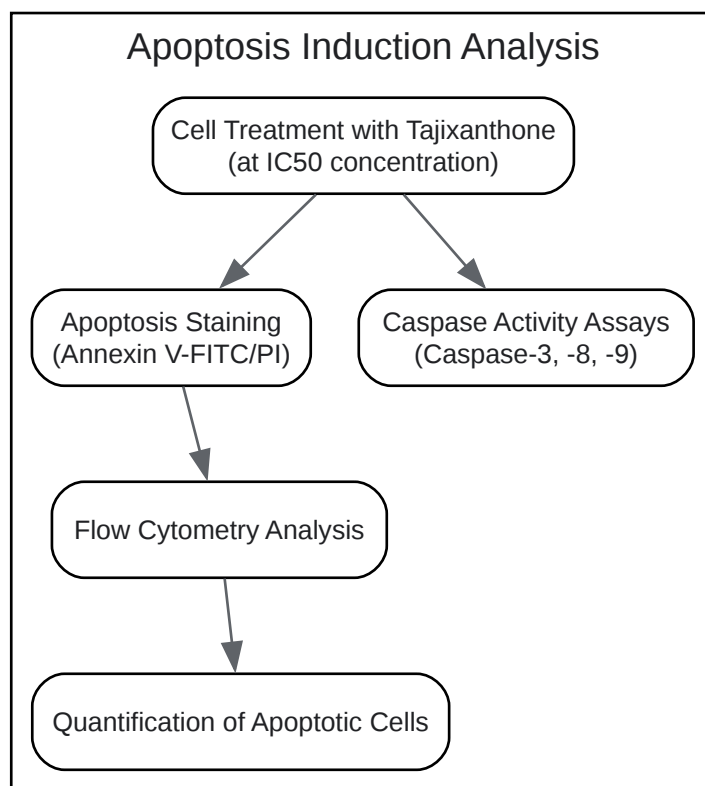 Apoptosis Induction Analysis
Cell Treatment with Tajixanthone
(at IC50 concentration)
Apoptosis Staining
(Annexin V-FITC/PI)
Caspase Activity Assays
(Caspase-3, -8, -9)
Flow Cytometry Analysis
Quantification of Apoptotic Cells